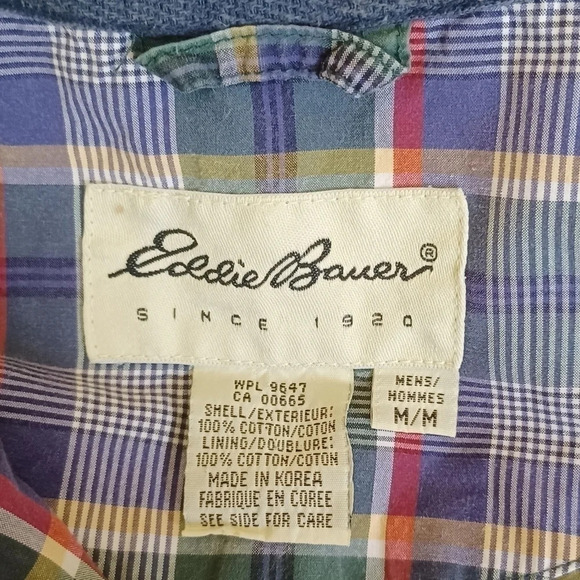 Eddie Bauer®
SINCE 1920
WPL 9647
CA 00665
SHELL/EXTERIEUR:
100% COTTON/COTON
LINING/DOUBLURE:
100% COTTON/COTON
MADE IN KOREA
FABRIQUE EN COREE
SEE SIDE FOR CARE
MENS/
HOMMES
M/M